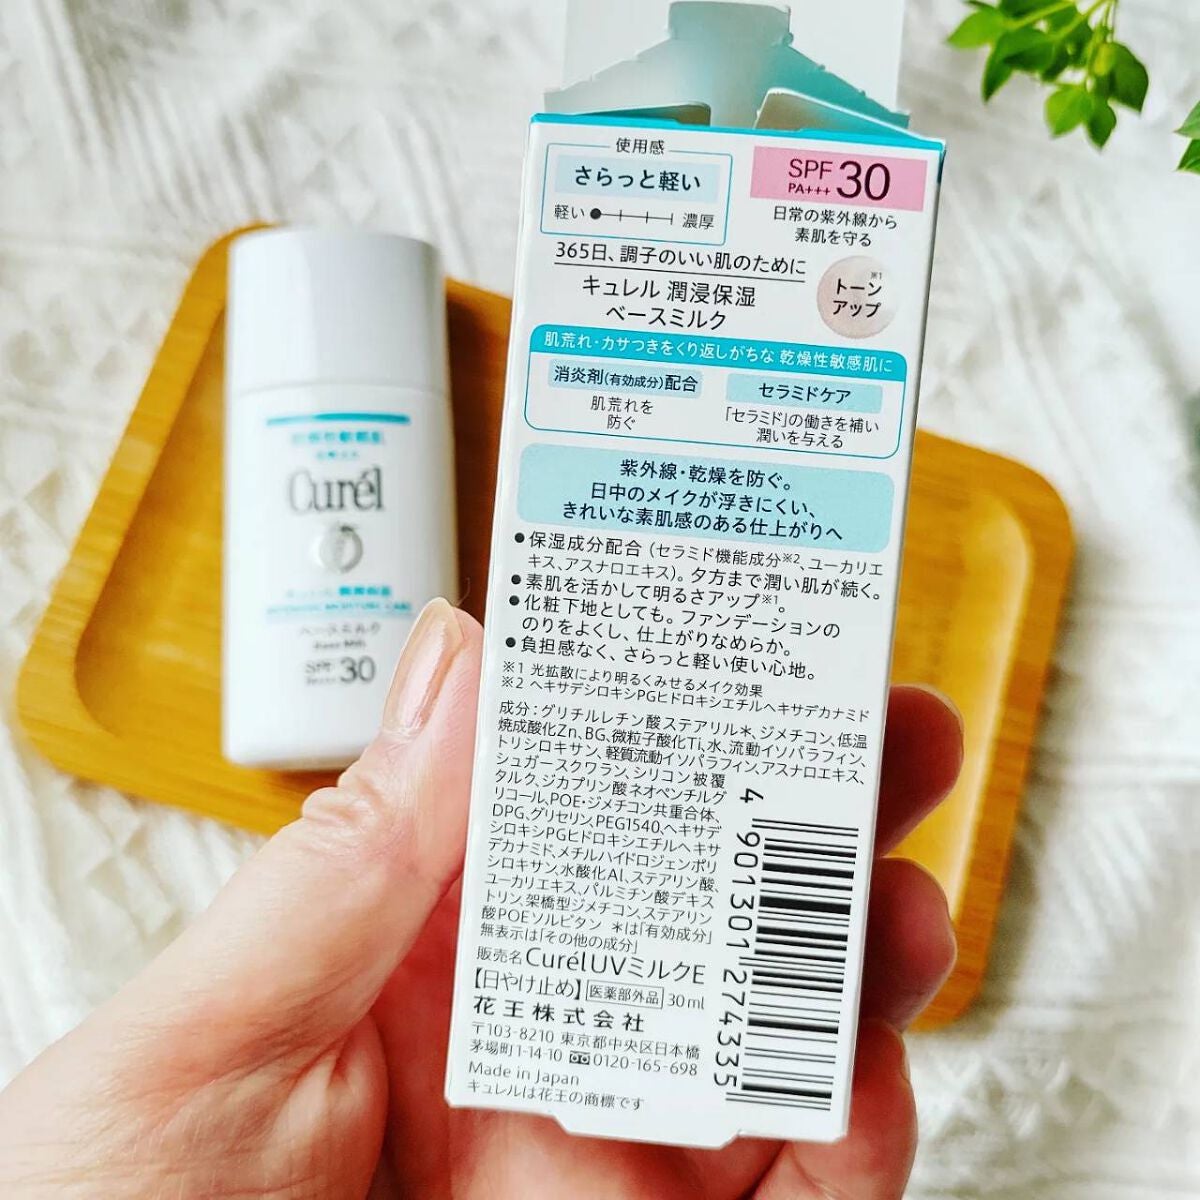 使用感
さらっと軽い
軽い 濃厚
SPF 30
PA+++
日常の紫外線から
素肌を守る
365日、調子のいい肌のために
キュレル 潤浸保湿
ベースミルク
※1
トーン
アップ
肌荒れ・カサつきをくり返しがちな 乾燥性敏感肌に
消炎剤(有効成分)配合
肌荒れを
防ぐ
セラミドケア
「セラミド」の働きを補い
潤いを与える
紫外線・乾燥を防ぐ。
日中のメイクが浮きにくい、
きれいな素肌感のある仕上がりへ
●保湿成分配合(セラミド機能成分※2、ユーカリエ
キス、アスナロエキス)。夕方まで潤い肌が続く。
●素肌を活かして明るさアップ※1。
●化粧下地としても。ファンデーションの
のりをよくし、仕上がりなめらか。
●負担感なく、さらっと軽い使い心地。
※1 光拡散により明るくみせるメイク効果
※2 ヘキサデシロキシPGヒドロキシエチルヘキサデカナミド
成分:グリチルレチン酸ステアリル*、ジメチコン、低温
焼成酸化Zn、BG、微粒子酸化Ti、水、流動イソパラフィン、
トリシロキサン、軽質流動イソパラフィン、アスナロエキス、
シュガースクワラン、シリコン被覆
タルク、ジカプリン酸ネオペンチルグ
リコール、POE・ジメチコン共重合体、
DPG、グリセリン、PEG1540、ヘキサデ
シロキシPGヒドロキシエチルヘキサ
デカナミド、メチルハイドロジェンポリ
シロキサン、水酸化Al、ステアリン酸、
ユーカリエキス、パルミチン酸デキス
トリン、架橋型ジメチコン、ステアリン
酸POEソルビタン *は「有効成分」
無表示は「その他の成分」
販売名 CurélUVミルクE
【日やけ止め】 医薬部外品 30ml
花王株式会社
〒103-8210 東京都中央区日本橋
茅場町1-14-10 0120-165-698
Made in Japan
キュレルは花王の商標です
4 901301 274335
乾燥性敏感肌
Curél
キュレル 潤浸保湿
INTENSIVE MOISTURE CARE
ベースミルク
Base Milk
SPF 30
PA+++